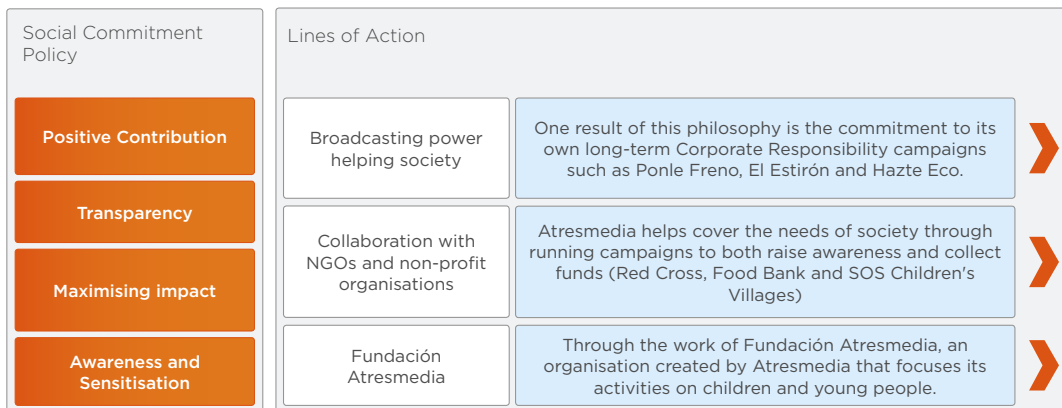 Social Commitment
Policy
Positive Contribution
Transparency
Maximising impact
Awareness and
Sensitisation
Lines of Action
Broadcasting power
helping society
One result of this philosophy is the commitment to its
own long-term Corporate Responsibility campaigns
such as Ponle Freno, El Estirón and Hazte Eco.
Collaboration with
NGOs and non-profit
organisations
Atresmedia helps cover the needs of society through
running campaigns to both raise awareness and collect
funds (Red Cross, Food Bank and SOS Children's
Villages)
Fundación
Atresmedia
Through the work of Fundación Atresmedia, an
organisation created by Atresmedia that focuses its
activities on children and young people.